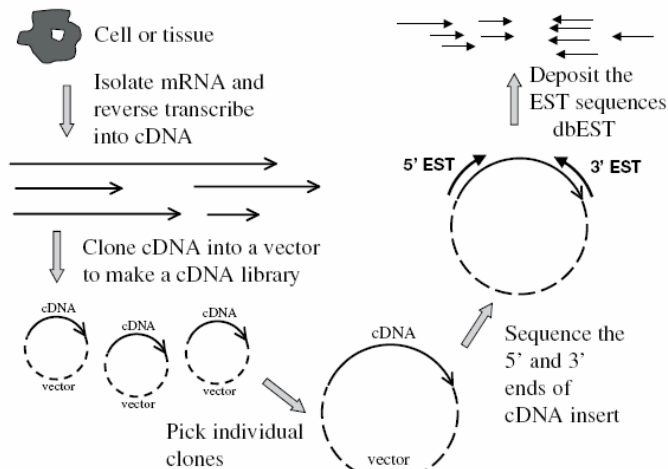 Cell or tissue
Isolate mRNA and
reverse transcribe
into cDNA
Clone cDNA into a vector
to make a cDNA library
cDNA
vector
cDNA
vector
cDNA
vector
Pick individual
clones
cDNA
vector
Sequence the
5’ and 3’
ends of
cDNA insert
5’ EST
3’ EST
Deposit the
EST sequences
dbEST